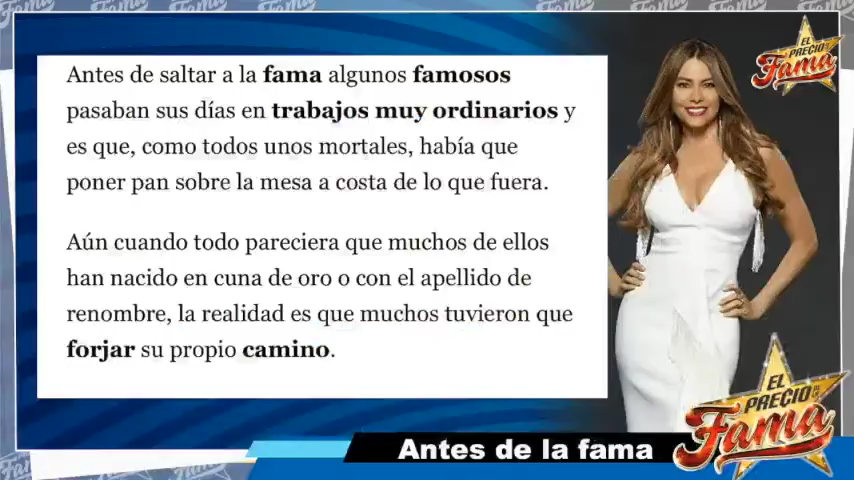 Antes de saltar a la fama algunos famosos
pasaban sus días en trabajos muy ordinarios y
es que, como todos unos mortales, había que
poner pan sobre la mesa a costa de lo que fuera.
Aún cuando todo pareciera que muchos de ellos
han nacido en cuna de oro o con el apellido de
renombre, la realidad es que muchos tuvieron que
forjar su propio camino.
EL
PRECIO DE LA
Fama
EL
PRECIO DE LA
Fama
Antes de la fama